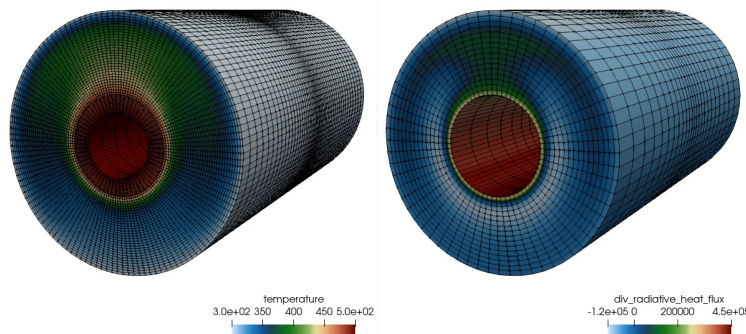 temperature
3.0e+02 350 400 450 5.0e+02
div_radiative_heat_flux
-1.2e+05 0 200000 4.5e+05